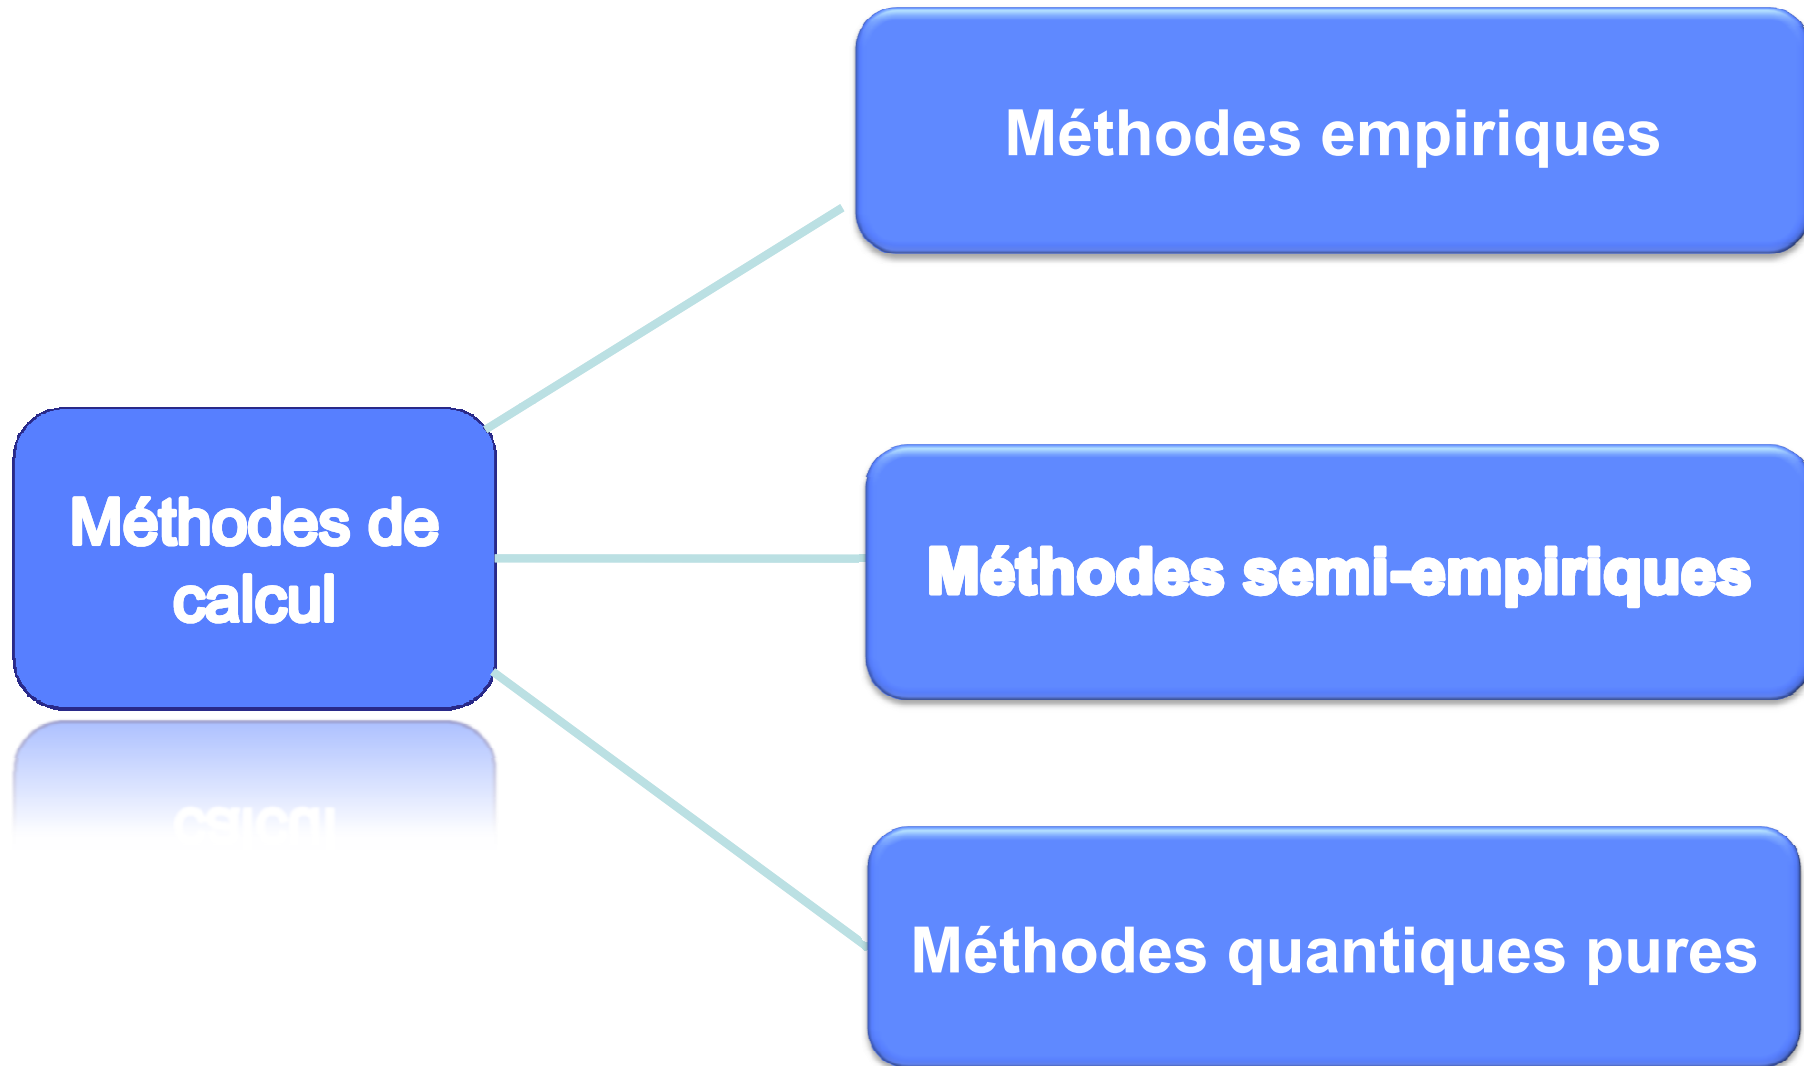 Méthodes empiriques
Méthodes de
calcul
Méthodes semi-empiriques
Méthodes quantiques pures